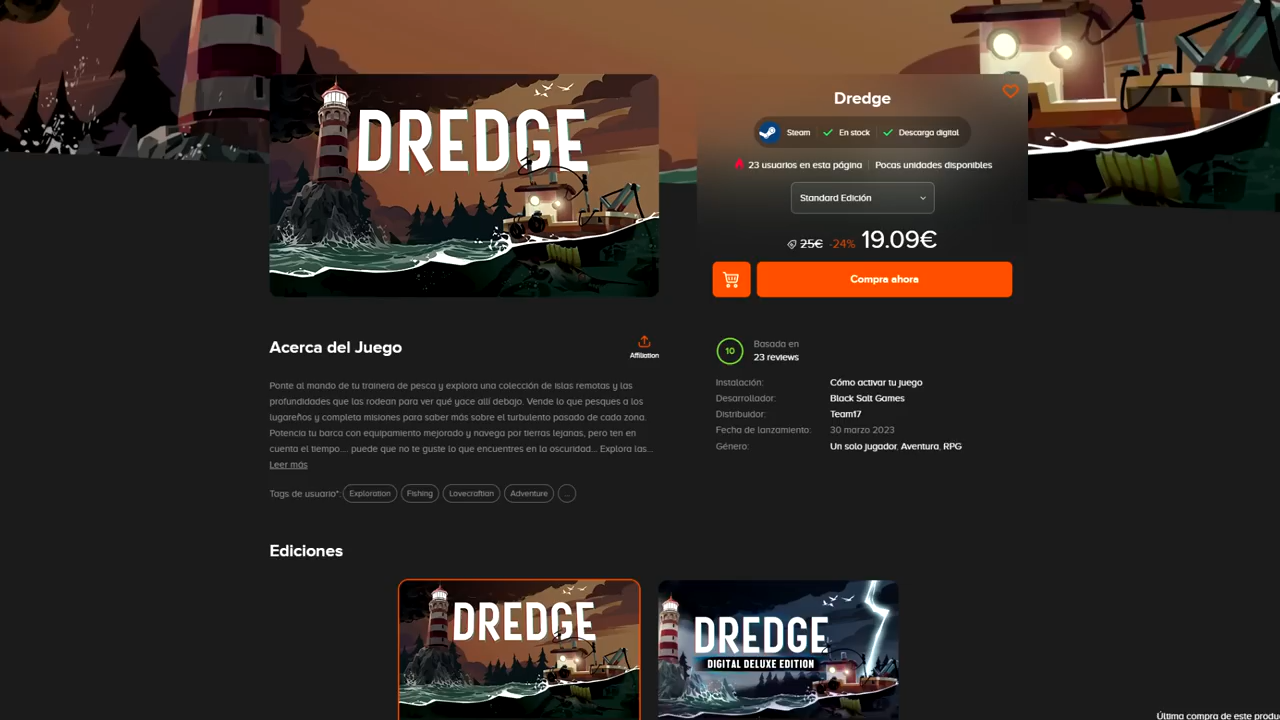 DREDGE
Dredge
Steam
En stock
Descarga digital
23 usuarios en esta página
Pocas unidades disponibles
Standard Edición
25€ -24% 19.09€
Compra ahora
Acerca del Juego
Affiliation
Ponte al mando de tu trainera de pesca y explora una colección de islas remotas y las
profundidades que las rodean para ver qué yace allí debajo. Vende lo que pesques a los
lugareños y completa misiones para saber más sobre el turbulento pasado de cada zona.
Potencia tu barca con equipamiento mejorado y navega por tierras lejanas, pero ten en
cuenta el tiempo.... puede que no te guste lo que encuentres en la oscuridad... Explora las...
Leer más
Tags de usuario*: Exploration Fishing Lovecraftian Adventure ...
10
Basada en
23 reviews
Instalación: Cómo activar tu juego
Desarrollador: Black Salt Games
Distribuidor: Team17
Fecha de lanzamiento: 30 marzo 2023
Género: Un solo jugador, Aventura, RPG
Ediciones
DREDGE
DREDGE
DIGITAL DELUXE EDITION
Última compra de este produ